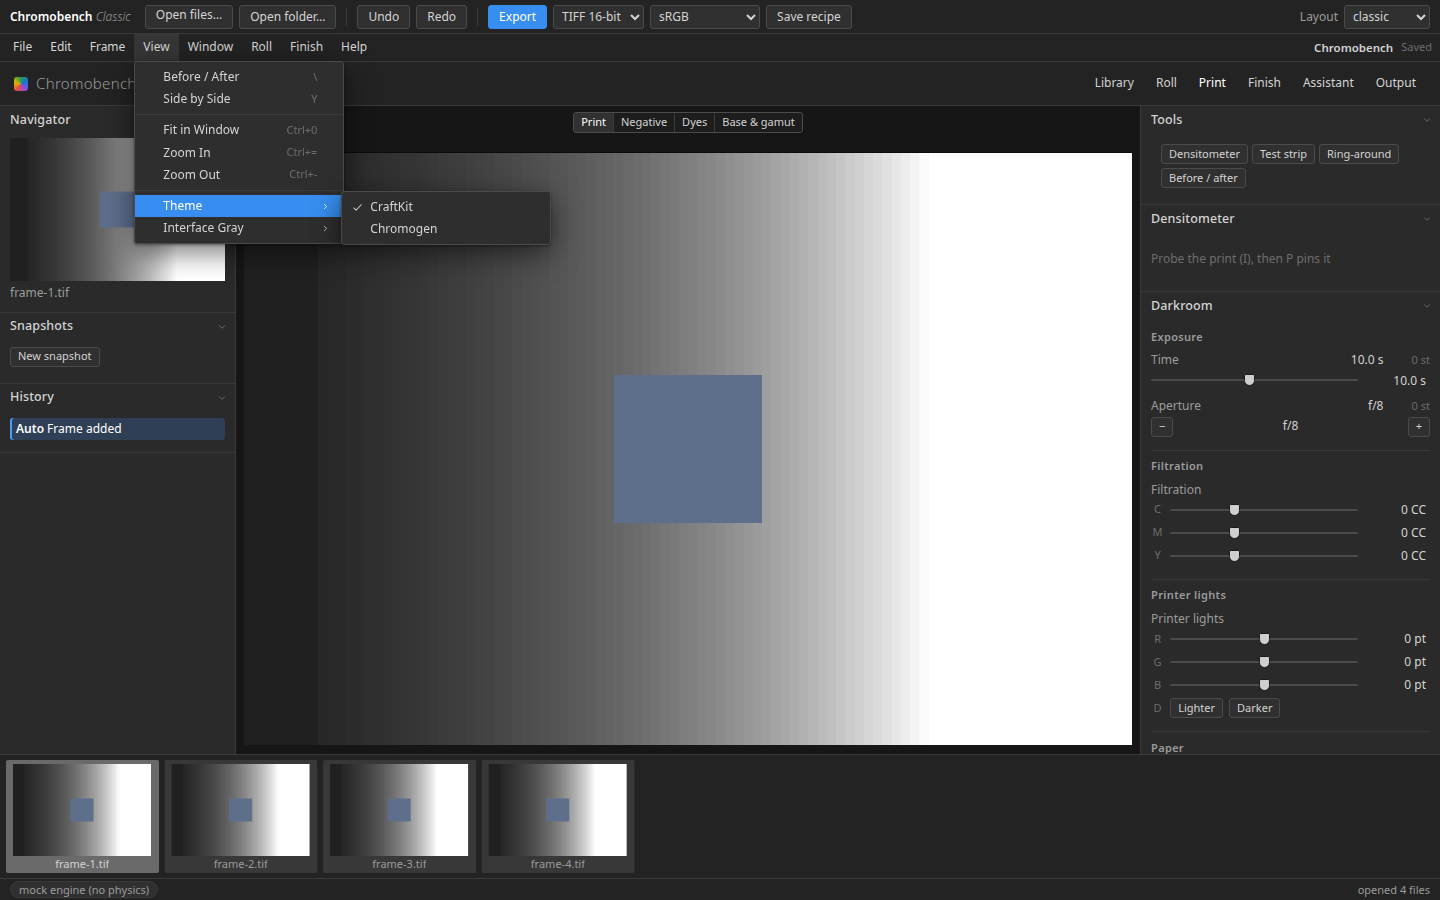 Chromobench Classic Open files... Open folder... Undo Redo Export TIFF 16-bit sRGB Save recipe Layout classic
File Edit Frame View Window Roll Finish Help Chromobench Saved
Chromobench Library Roll Print Finish Assistant Output
Before / After \
Side by Side Y
Fit in Window Ctrl+0
Zoom In Ctrl+=
Zoom Out Ctrl+-
Theme
Interface Gray
CraftKit
Chromogen
Navigator
frame-1.tif
Snapshots
New snapshot
History
Auto Frame added
Print Negative Dyes Base & gamut
Tools
Densitometer Test strip Ring-around
Before / after
Densitometer
Probe the print (I), then P pins it
Darkroom
Exposure
Time 10.0 s 0 st
10.0 s
Aperture f/8 0 st
− f/8 +
Filtration
Filtration
C 0 CC
M 0 CC
Y 0 CC
Printer lights
Printer lights
R 0 pt
G 0 pt
B 0 pt
D Lighter Darker
Paper
frame-1.tif frame-2.tif frame-3.tif frame-4.tif
mock engine (no physics) opened 4 files